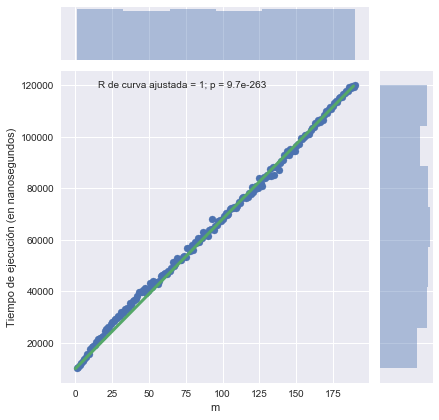 R de curva ajustada = 1; p = 9.7e-263
120000
100000
80000
60000
40000
20000
Tiempo de ejecución (en nanosegundos)
0 25 50 75 100 125 150 175
m